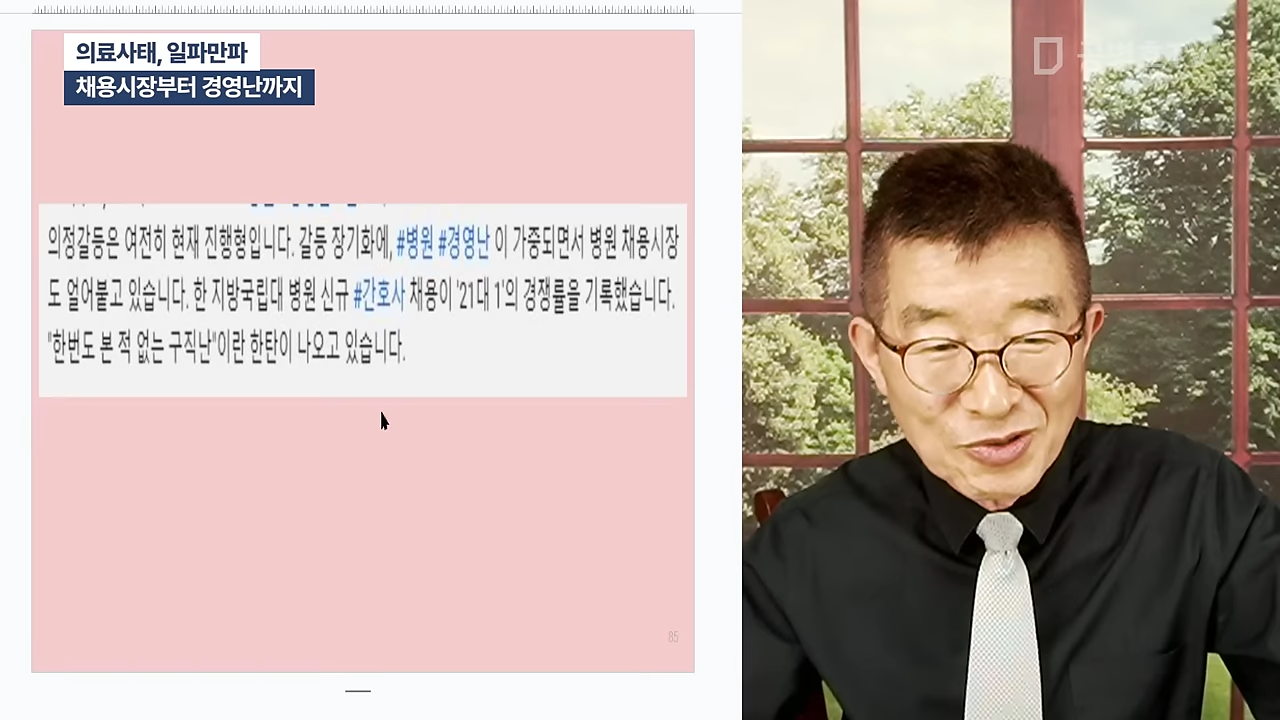 의료사태, 일파만파
채용시장부터 경영난까지
의정갈등은 여전히 현재 진행형입니다. 갈등 장기화에, #병원 #경영난 이 가중되면서 병원 채용시장
도 얼어붙고 있습니다. 한 지방국립대 병원 신규 #간호사 채용이 '21대 1'의 경쟁률을 기록했습니다.
"한번도 본 적 없는 구직난"이란 한탄이 나오고 있습니다.
85